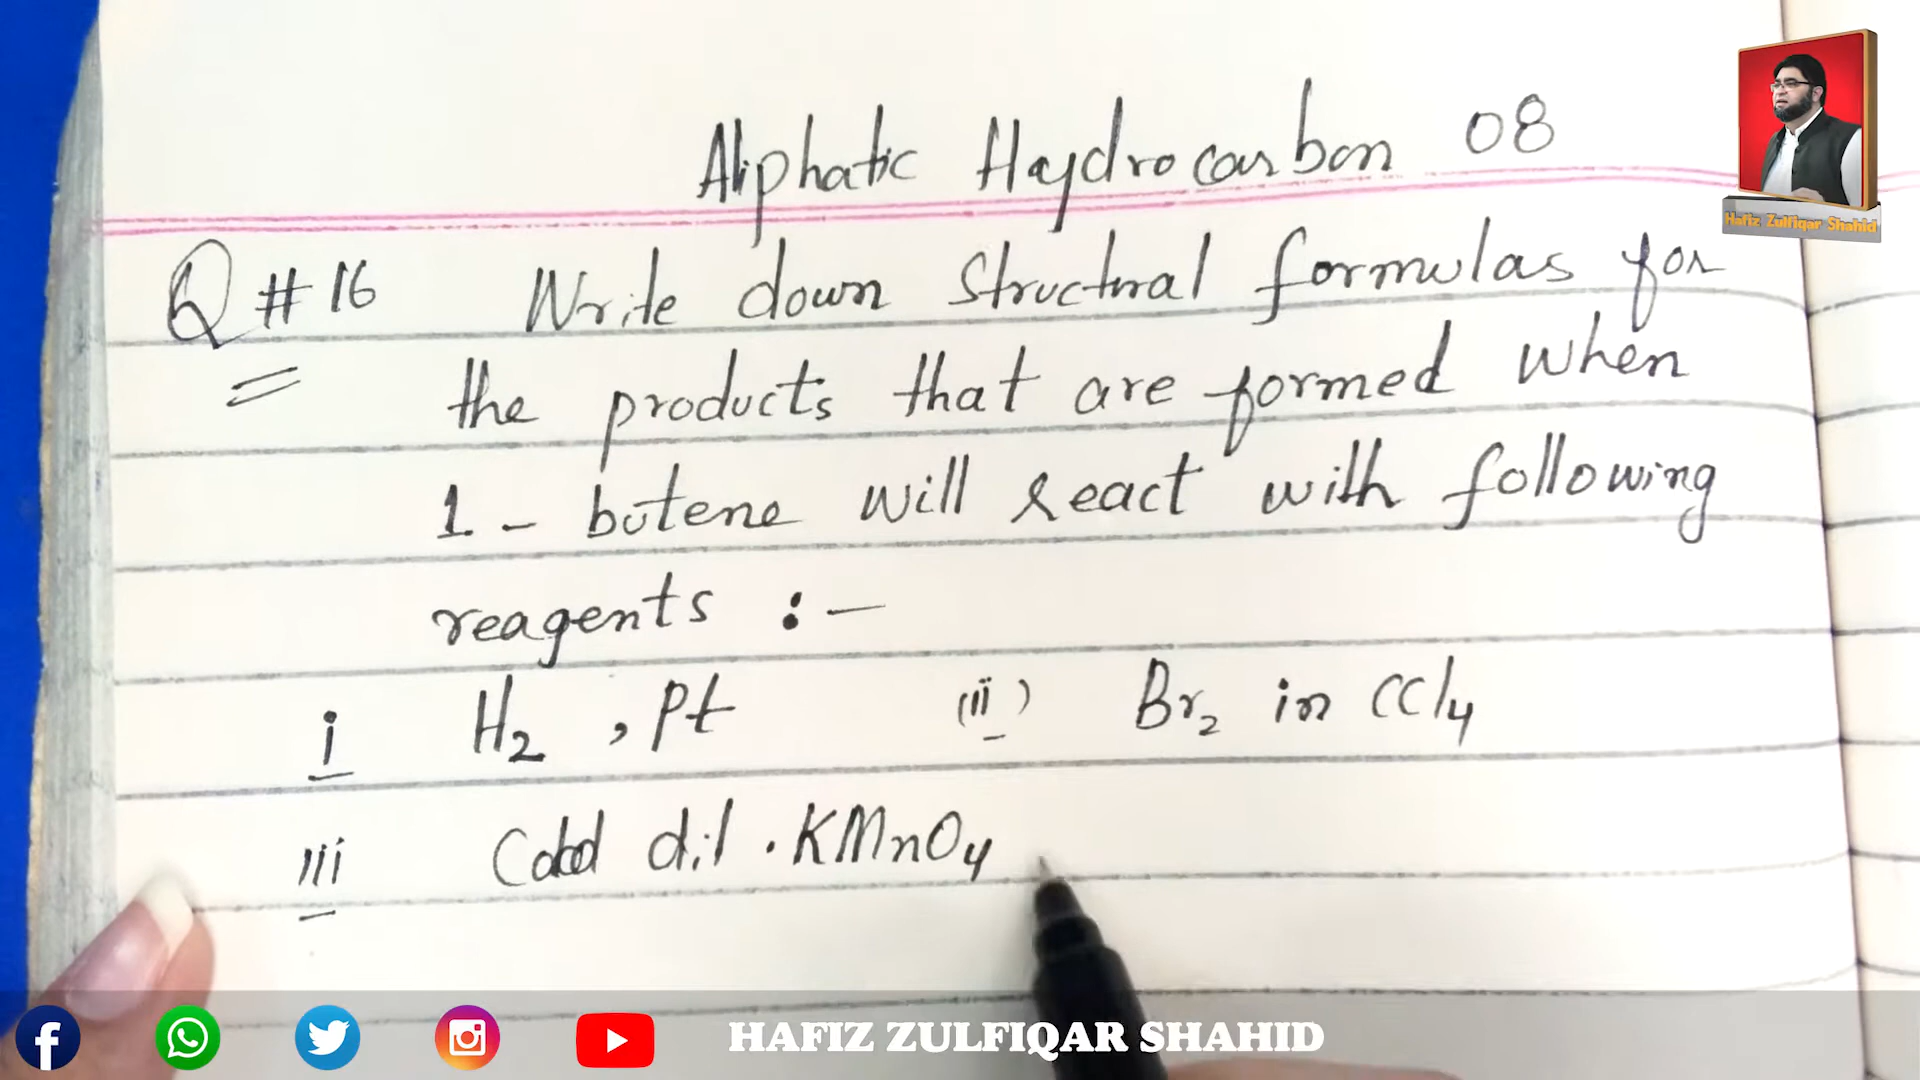 Aliphatic Hydrocarbon 08
Hafiz Zulfiqar Shahid
Q # 16 Write down Structural formulas for
the products that are formed when
1 - butene will react with following
reagents :-
i H₂ , Pt (ii) Br₂ in CCl₄
iii Cold dil . KMnO₄
HAFIZ ZULFIQAR SHAHID